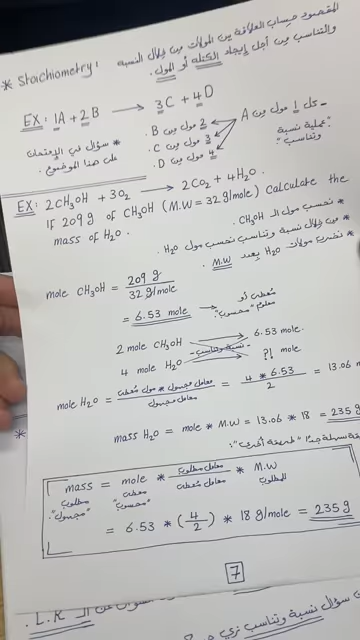 * Stoichiometry: المقصود حساب العلاقة بين المولات من خلال النسبة
والتناسب من أجل إيجاد الكتلة أو المول.
EX: 1A + 2B → 3C + 4D
- كل 1 مول من A
2 مول من B.
3 مول من C.
4 مول من D.
"عملية نسبة
وتناسب".
* سؤال في الإمتحان
على هذا الموضوع.
EX: 2CH3OH + 3O2 → 2CO2 + 4H2O.
If 209 g of CH3OH (M.W = 32 g/mole) Calculate the
mass of H2O.
* نحسب مول الـ CH3OH.
* من خلال نسبة وتناسب نحسب مول H2O.
* نضرب مولات H2O بعدد M.W
mole CH3OH = 209 g / 32 g/mole
= 6.53 mole → معطى أو
معلوم "محسوب"
2 mole CH3OH → 6.53 mole.
- نسبة وتناسب -
4 mole H2O → ?! mole
mole H2O = معامل مجهول * مول معطى / معامل مجهول = 4 * 6.53 / 2 = 13.06 m
mass H2O = mole * M.W = 13.06 * 18 = 235 g
سهلة جداً "طريقة أخرى":
mass = mole * معامل مطلوب / معامل معطى * M.W
مطلوب "مجهول" معطى "محسوب" المطلوب
= 6.53 * (4/2) * 18 g/mole = 235 g
7
L.R.
سؤال نسبة وتناسب زي